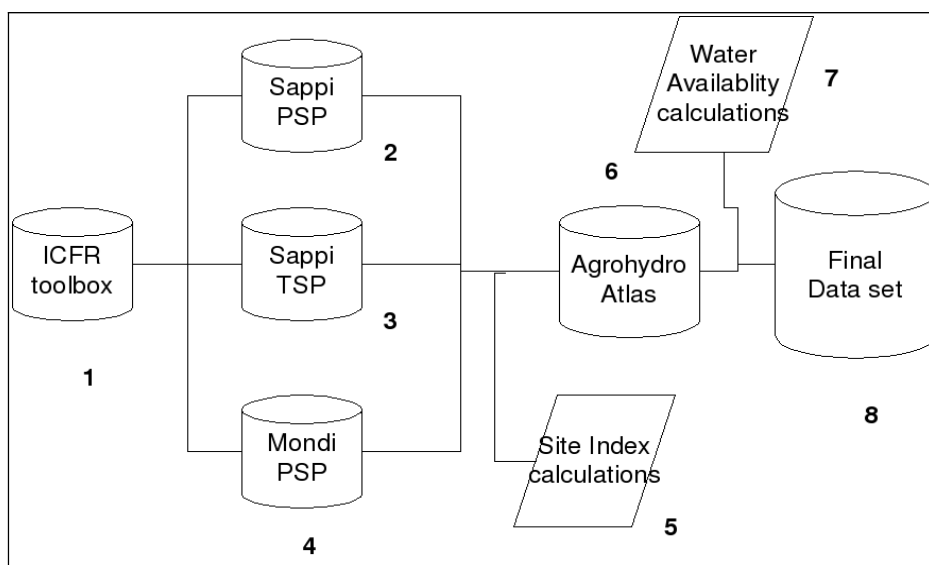 Sappi
PSP
2
Water
Availablity
calculations
7
6
ICFR
toolbox
1
Sappi
TSP
3
Agrohydro
Atlas
Final
Data set
8
Mondi
PSP
4
Site Index
calculations
5